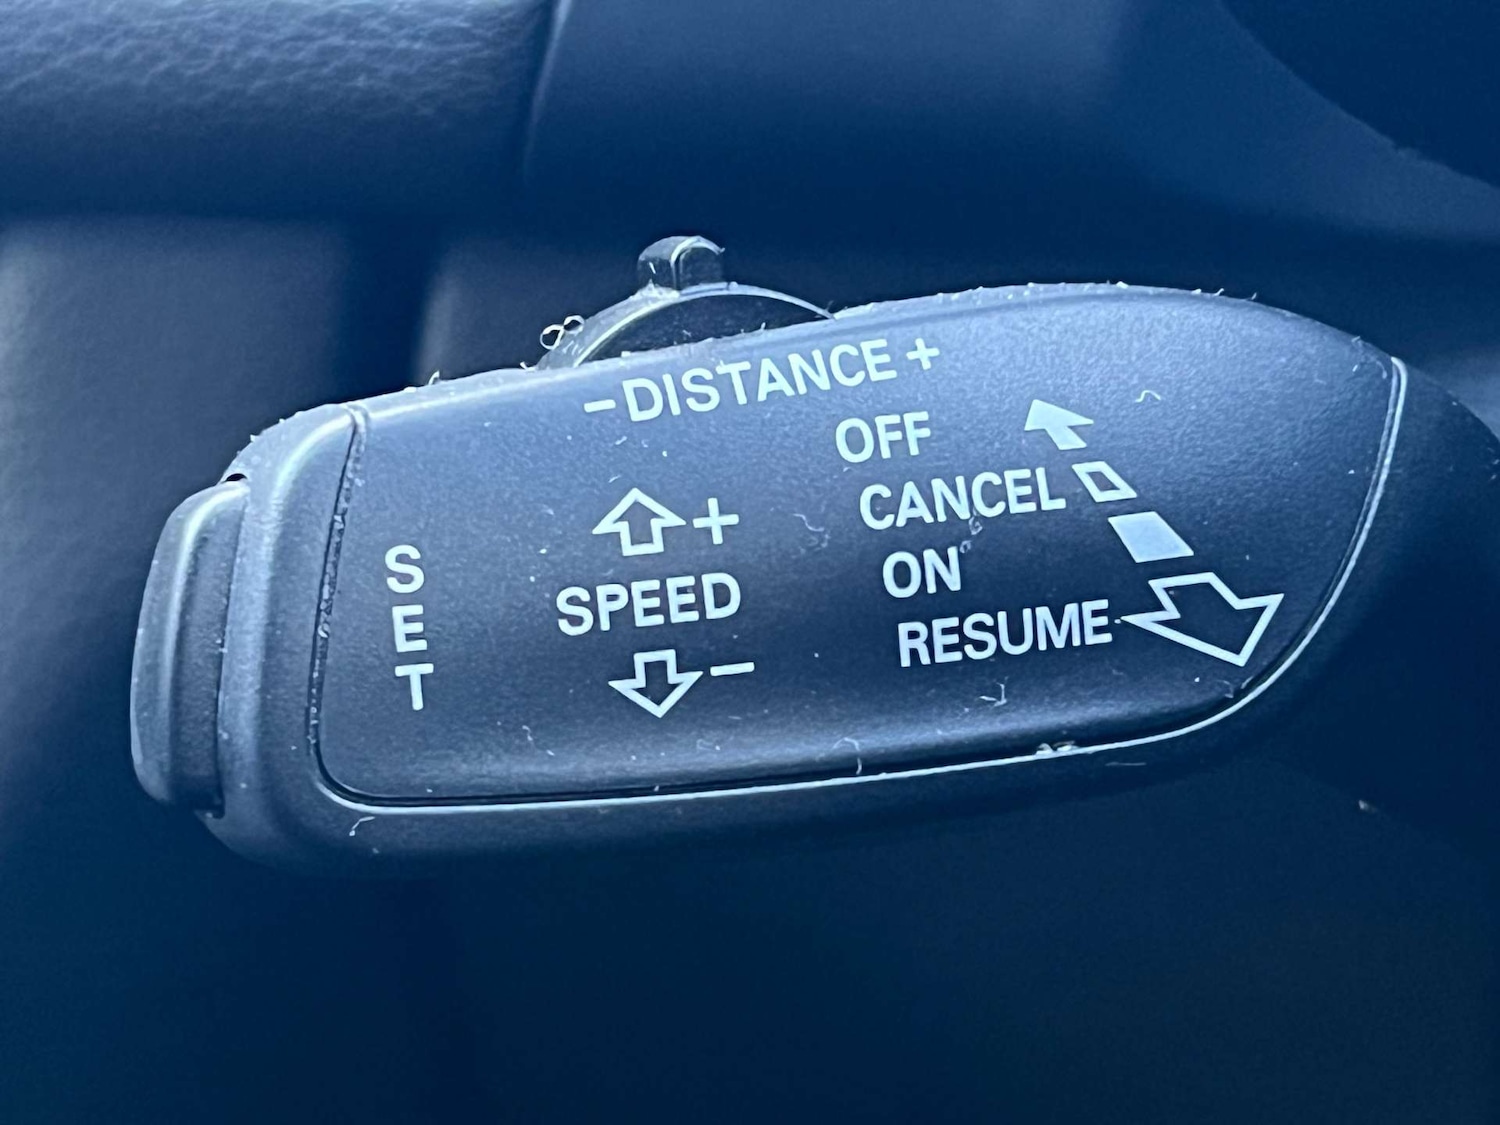 – DISTANCE +
OFF
CANCEL
ON
RESUME
+
SPEED
–
SET